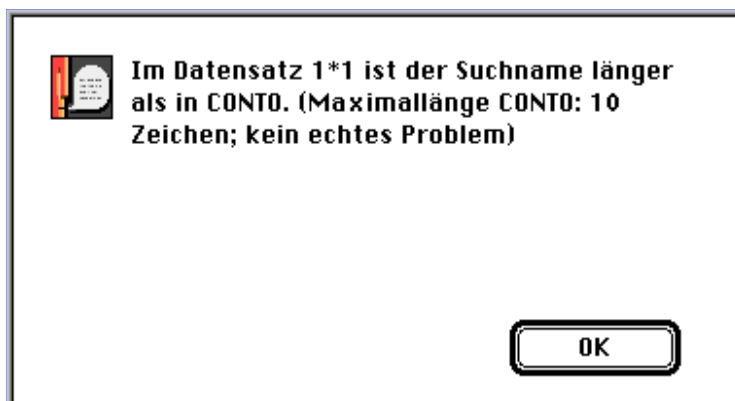 Im Datensatz 1*1 ist der Suchname länger
als in CONTO. (Maximallänge CONTO: 10
Zeichen; kein echtes Problem)
OK